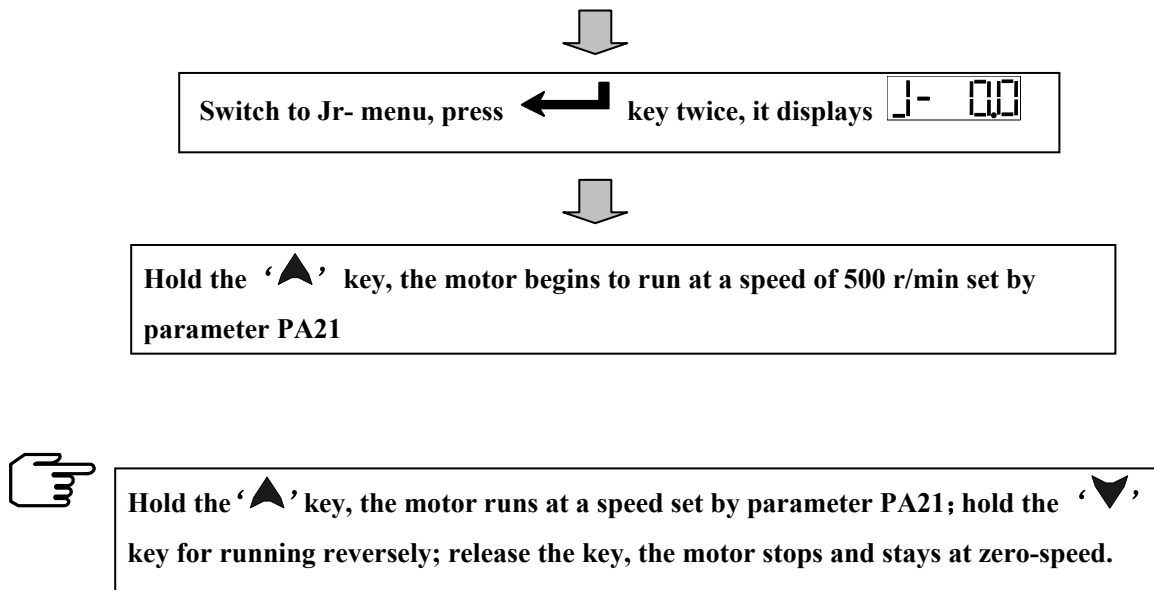 Switch to Jr- menu, press key twice, it displays J- 0.0
Hold the ‘ ’ key, the motor begins to run at a speed of 500 r/min set by
parameter PA21
Hold the ‘ ’ key, the motor runs at a speed set by parameter PA21; hold the ‘ ’
key for running reversely; release the key, the motor stops and stays at zero-speed.